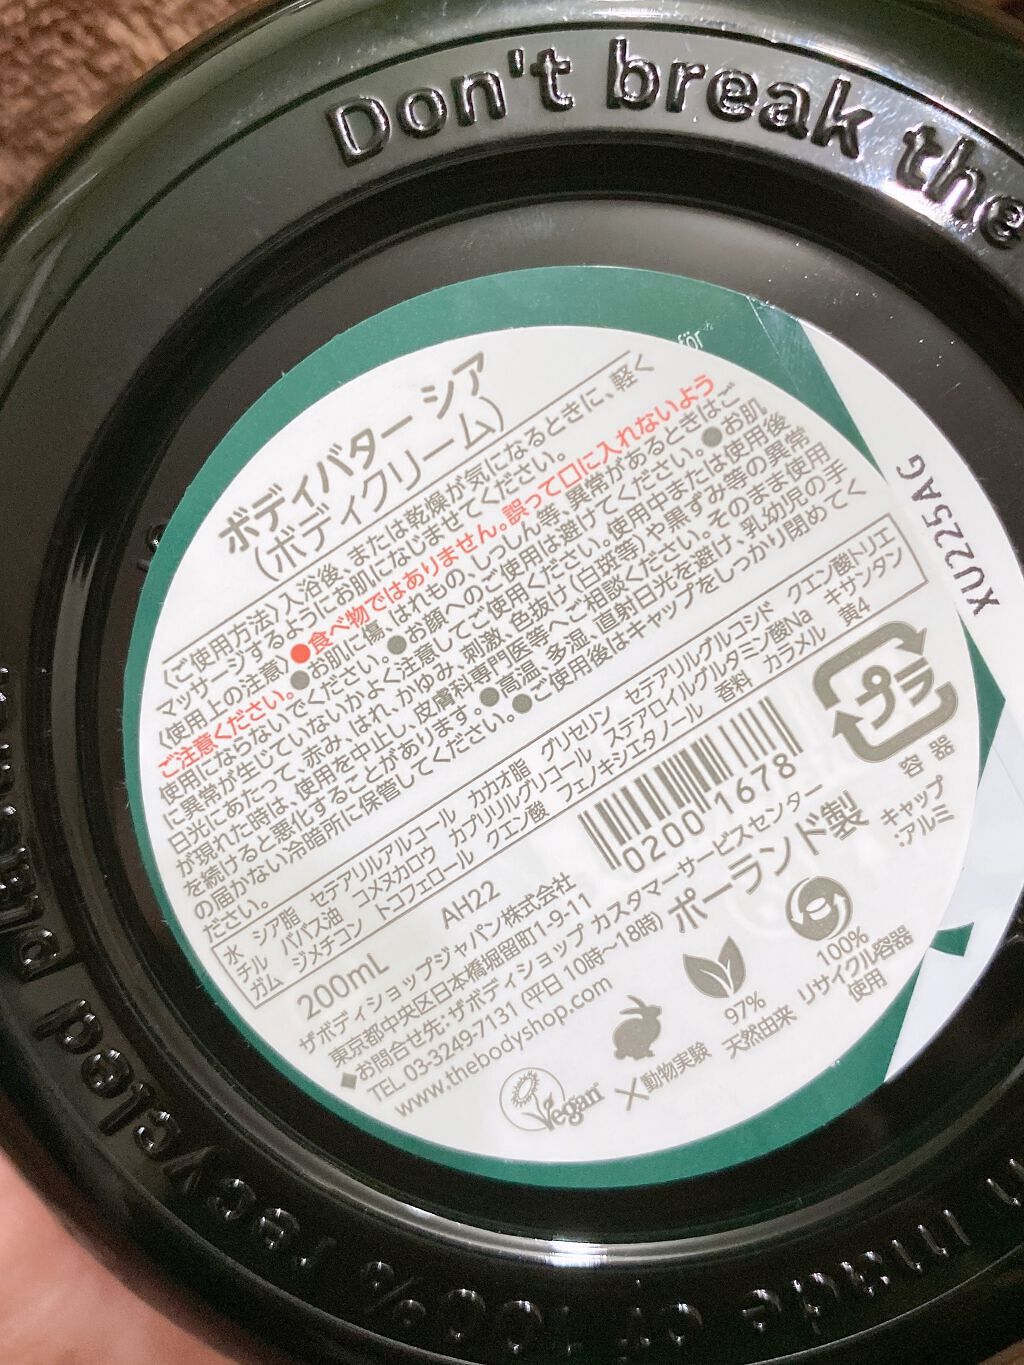 Don't break the
för
ボディバター シア
(ボディクリーム)
〈ご使用方法〉入浴後、または乾燥が気になるときに、軽く
マッサージするようにお肌になじませてください。
〈使用上の注意〉●食べ物ではありません。誤って口に入れないよう
ご注意ください。●お肌に傷、はれもの、しっしん等、異常があるときはご
使用にならないでください。●お顔へのご使用は避けてください。●お肌
に異常が生じていないかよく注意してご使用ください。使用中または使用後
日光にあたって、赤み、はれ、かゆみ、刺激、色抜け(白斑等)や黒ずみ等の異常
が現れた時は、使用を中止し、皮膚科専門医等へご相談ください。そのまま使用
を続けると悪化することがあります。●高温、多湿、直射日光を避け、乳幼児の手
の届かない冷暗所に保管してください。●ご使用後はキャップをしっかり閉めてく
ださい。
水 シア脂 セテアリルアルコール カカオ脂 グリセリン セテアリルグルコシド クエン酸トリエ
チル ババス油 コメヌカロウ カプリリルグリコール ステアロイルグルタミン酸Na キサンタン
ガム ジメチコン トコフェロール クエン酸 フェノキシエタノール 香料 カラメル 黄4
200mL
AH22
02001678
プラ
容器
キャップ
:アルミ
ザボディショップジャパン株式会社
東京都中央区日本橋堀留町1-9-11
◆お問合せ先:ザボディショップ カスタマーサービスセンター
TEL 03-3249-7131 (平日 10時～18時)
www.thebodyshop.com
ポーランド製
Vegan
×動物実験
97%
天然由来
100%
リサイクル容器
使用
XU225AG
made of 100% recycled